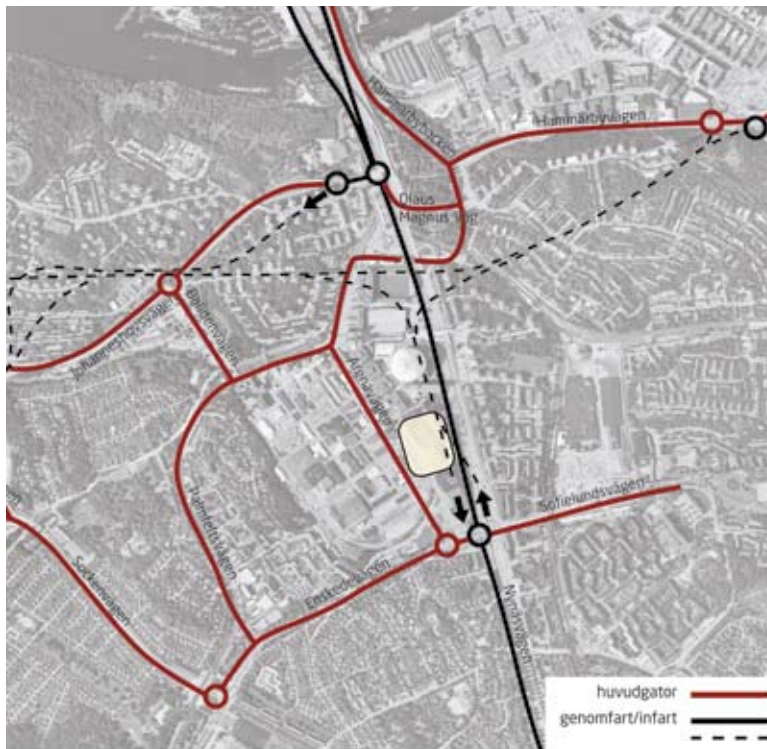 Hammarbybacken
Hammarbyvägen
Olaus
Magnus Väg
Johanneshovsvägen
Bolidenvägen
Arenavägen
Palmfeltsvägen
Sofielundsvägen
Enskedevägen
Sockenvägen
Nynäsvägen
huvudgator
genomfart/infart